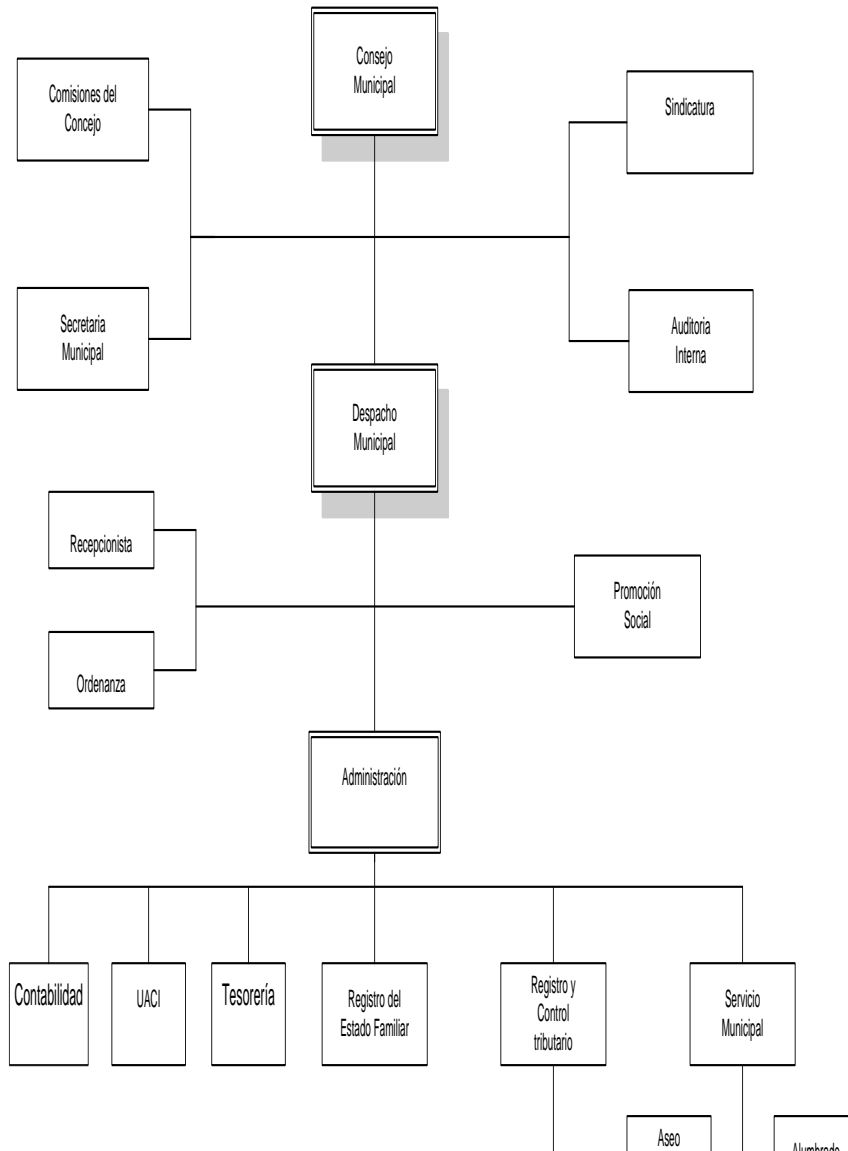 Consejo
Municipal
Comisiones del
Concejo
Sindicatura
Secretaria
Municipal
Auditoria
Interna
Despacho
Municipal
Recepcionista
Promoción
Social
Ordenanza
Administración
Contabilidad
UACI
Tesorería
Registro del
Estado Familiar
Registro y
Control
tributario
Servicio
Municipal
Aseo
Alumbrado